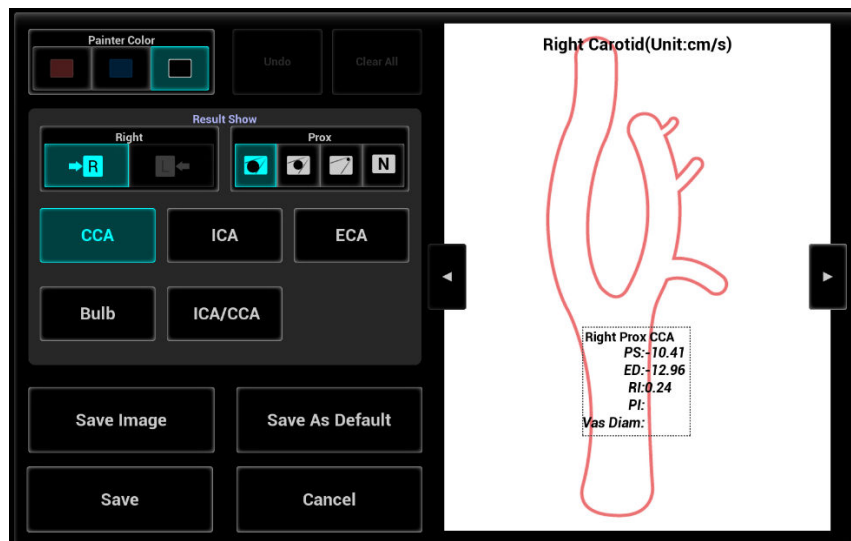 Painter Color
Undo
Clear All
Result Show
Right
Prox
R
L
N
CCA
ICA
ECA
Bulb
ICA/CCA
Save Image
Save As Default
Save
Cancel
Right Carotid(Unit:cm/s)
Right Prox CCA
PS:-10.41
ED:-12.96
RI:0.24
PI:
Vas Diam: